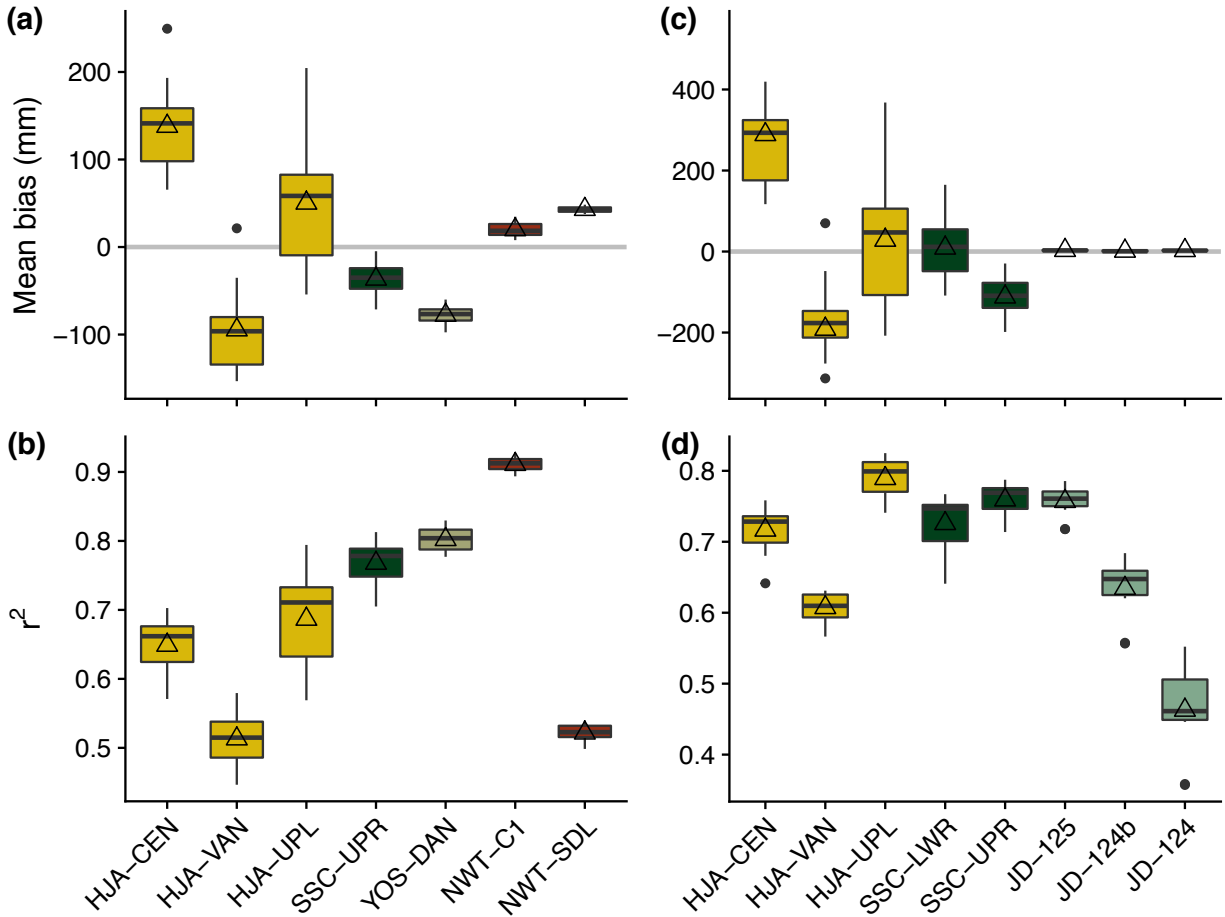 (a)
(c)
Mean bias (mm)
200
100
0
−100
400
200
0
−200
(b)
(d)
r²
0.9
0.8
0.7
0.6
0.5
0.8
0.7
0.6
0.5
0.4
HJA−CEN
HJA−VAN
HJA−UPL
SSC−UPR
YOS−DAN
NWT−C1
NWT−SDL
HJA−CEN
HJA−VAN
HJA−UPL
SSC−LWR
SSC−UPR
JD−125
JD−124b
JD−124